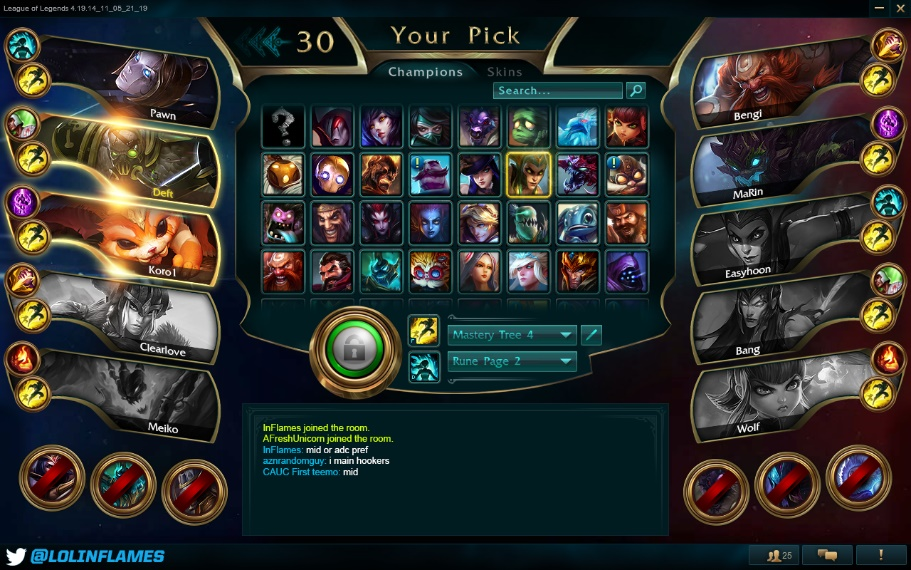 League of Legends 4.19.14_11_05_21_19
30
Your Pick
Champions
Skins
Search...
Pawn
Deft
Koro1
Clearlove
Meiko
Bengi
MaRin
Easyhoon
Bang
Wolf
Mastery Tree 4
Rune Page 2
InFlames joined the room.
AFreshUnicorn joined the room.
InFlames: mid or adc pref
aznrandomguy: i main hookers
CAUC First teemo: mid
@LOLINFLAMES
25
!